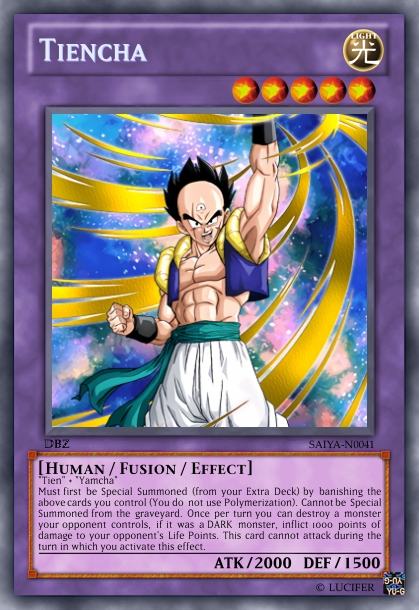 TIENCHA
LIGHT
光
DBZ
SAIYA-N0041
[HUMAN / FUSION / EFFECT]
"Tien" + "Yamcha"
Must first be Special Summoned (from your Extra Deck) by banishing the
above cards you control (You do not use Polymerization). Cannot be Special
Summoned from the graveyard. Once per turn you can destroy a monster
your opponent controls, if it was a DARK monster, inflict 1000 points
of damage to your opponent's Life Points. This card cannot attack during the
turn in which you activate this effect.
ATK/2000 DEF/1500
© LUCIFER
YU-G